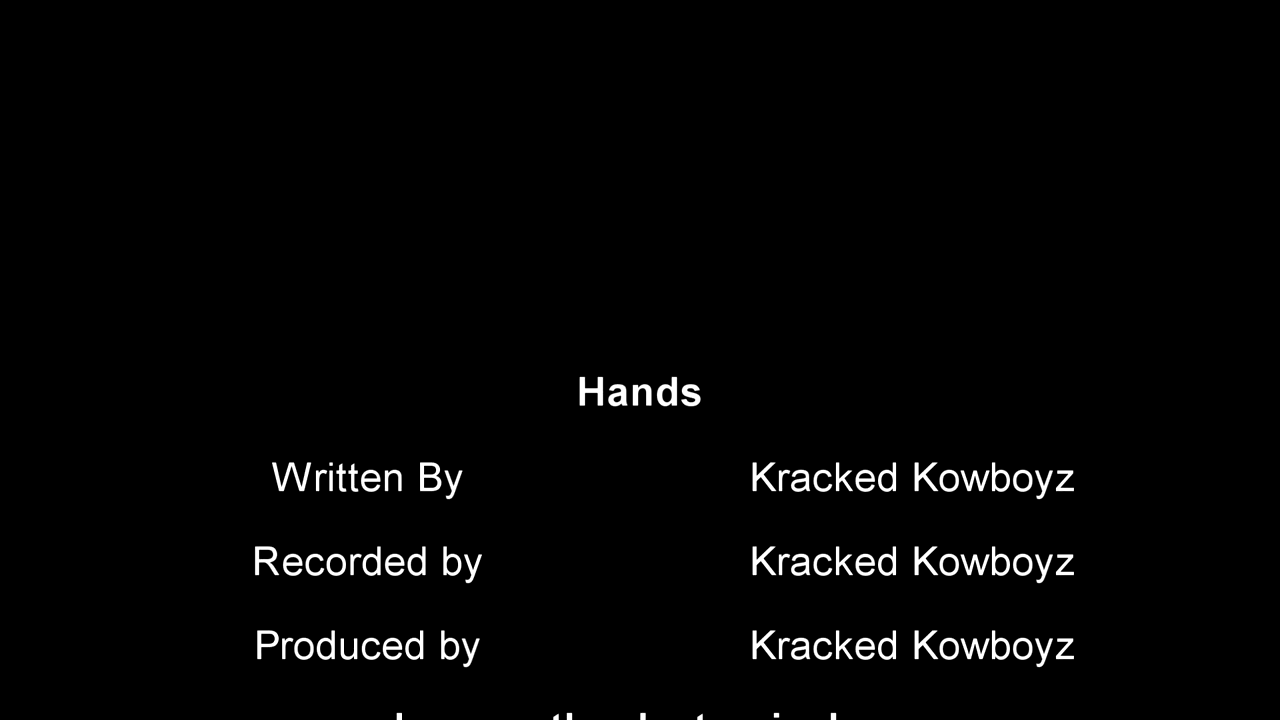 Hands
Written By Kracked Kowboyz
Recorded by Kracked Kowboyz
Produced by Kracked Kowboyz